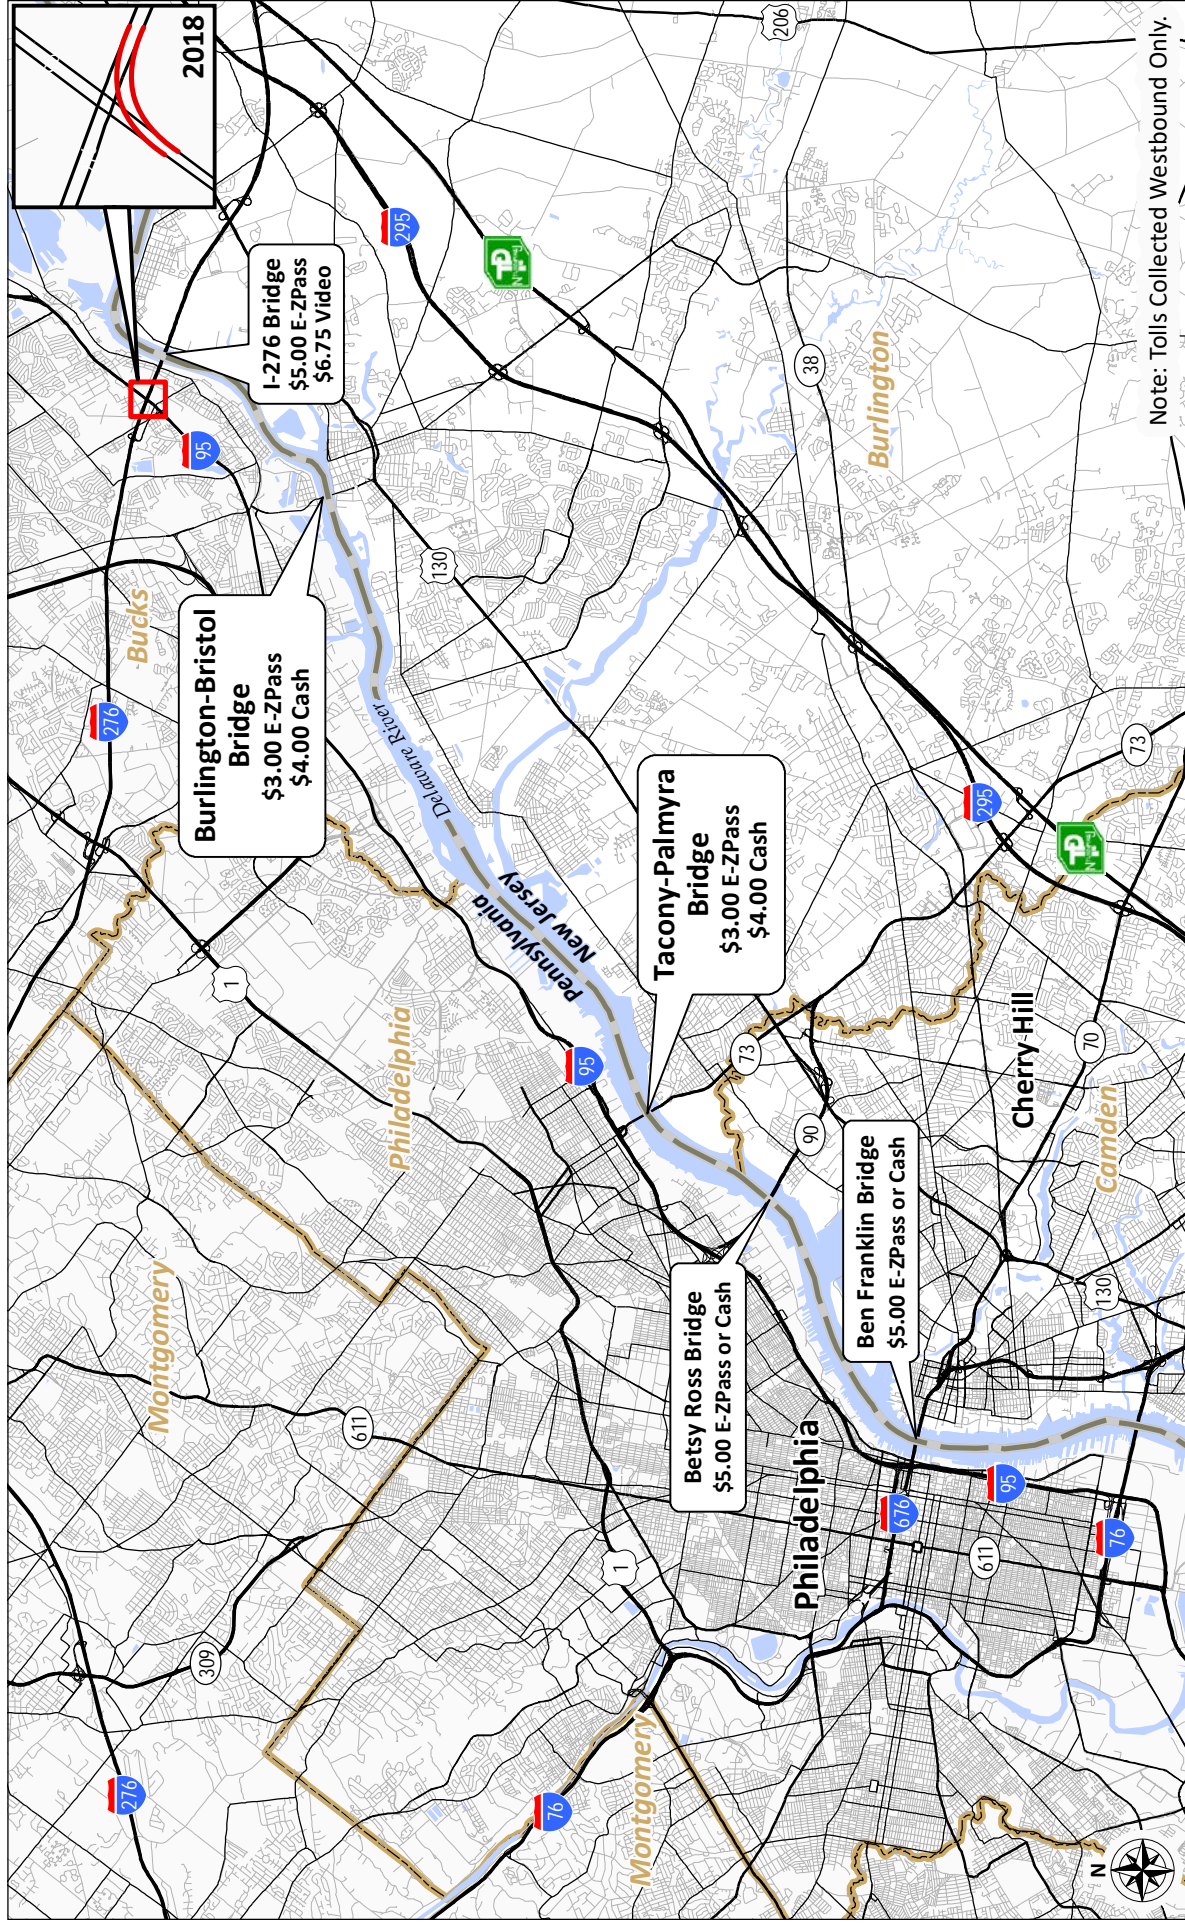 2018
206
295
I-276 Bridge
$5.00 E-ZPass
$6.75 Video
95
38
Burlington
Note: Tolls Collected Westbound Only.
Bucks
276
Burlington-Bristol
Bridge
$3.00 E-ZPass
$4.00 Cash
130
Delaware River
Pennsylvania
New Jersey
Tacony-Palmyra
Bridge
$3.00 E-ZPass
$4.00 Cash
73
295
1
Philadelphia
95
73
90
70
Cherry Hill
Camden
Montgomery
611
Betsy Ross Bridge
$5.00 E-ZPass or Cash
Ben Franklin Bridge
$5.00 E-ZPass or Cash
130
Philadelphia
676
95
76
611
1
309
276
76
Montgomery
N